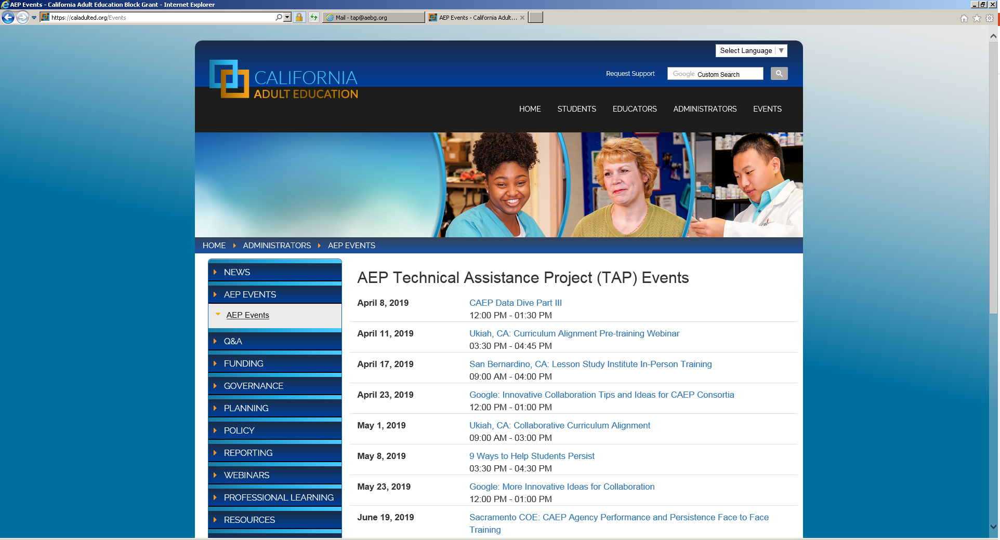 AEP Events - California Adult Education Block Grant - Internet Explorer
https://caladulted.org/Events
Mail - tap@aebg.org
AEP Events - California Adult...
Select Language
Request Support
Google Custom Search
CALIFORNIA
ADULT EDUCATION
HOME STUDENTS EDUCATORS ADMINISTRATORS EVENTS
HOME ADMINISTRATORS AEP EVENTS
NEWS
AEP EVENTS
AEP Events
Q&A
FUNDING
GOVERNANCE
PLANNING
POLICY
REPORTING
WEBINARS
PROFESSIONAL LEARNING
RESOURCES
AEP Technical Assistance Project (TAP) Events
April 8, 2019 CAEP Data Dive Part III
12:00 PM - 01:30 PM
April 11, 2019 Ukiah, CA: Curriculum Alignment Pre-training Webinar
03:30 PM - 04:45 PM
April 17, 2019 San Bernardino, CA: Lesson Study Institute In-Person Training
09:00 AM - 04:00 PM
April 23, 2019 Google: Innovative Collaboration Tips and Ideas for CAEP Consortia
12:00 PM - 01:00 PM
May 1, 2019 Ukiah, CA: Collaborative Curriculum Alignment
09:00 AM - 03:00 PM
May 8, 2019 9 Ways to Help Students Persist
03:30 PM - 04:30 PM
May 23, 2019 Google: More Innovative Ideas for Collaboration
12:00 PM - 01:00 PM
June 19, 2019 Sacramento COE: CAEP Agency Performance and Persistence Face to Face
Training